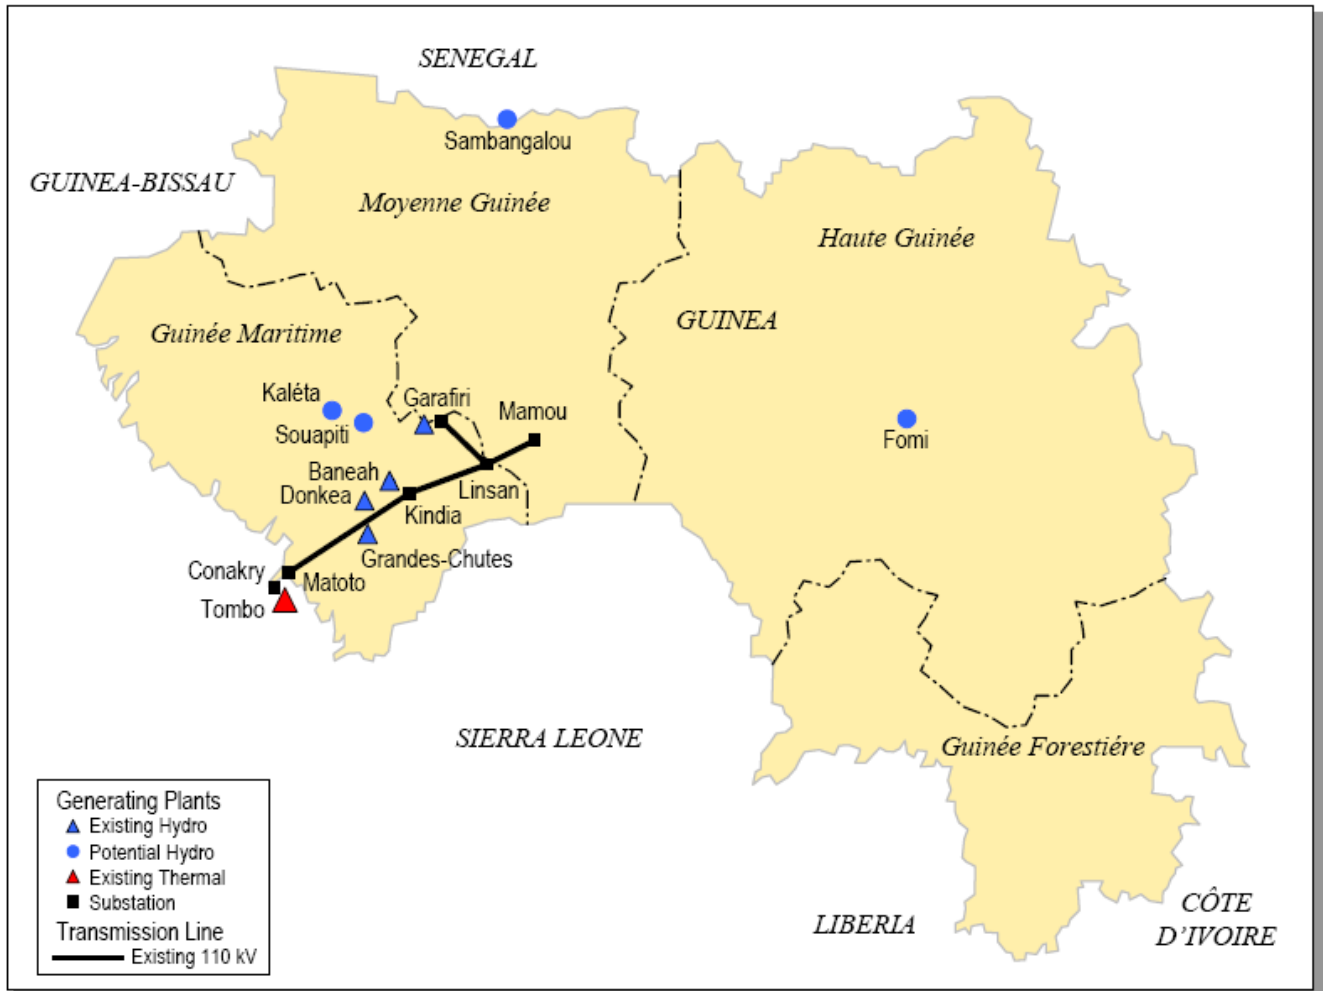 SENEGAL
Sambangalou
GUINEA-BISSAU
Moyenne Guinée
Haute Guinée
GUINEA
Guinée Maritime
Kaléta
Garafiri
Mamou
Souapiti
Fomi
Baneah
Linsan
Donkea
Kindia
Grandes-Chutes
Conakry
Matoto
Tombo
SIERRA LEONE
Guinée Forestiére
Generating Plants
Existing Hydro
Potential Hydro
Existing Thermal
Substation
Transmission Line
Existing 110 kV
LIBERIA
CÔTE
D'IVOIRE